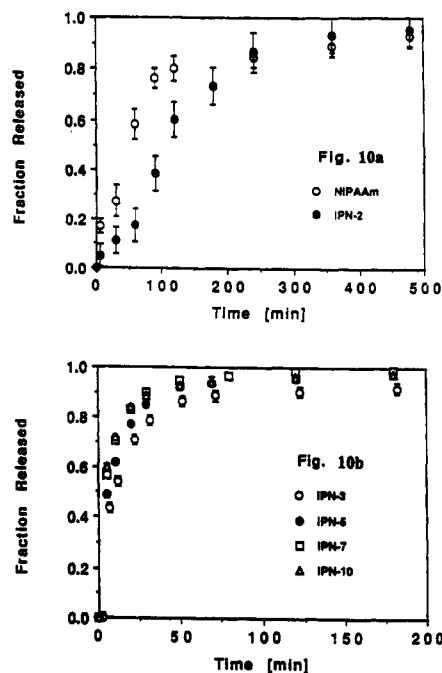 1.0
0.8
0.6
0.4
0.2
0.0
Fraction Released
Fig. 10a
NIPAAm
IPN-2
0 100 200 300 400 500
Time [min]
1.0
0.8
0.6
0.4
0.2
0.0
Fraction Released
Fig. 10b
IPN-3
IPN-5
IPN-7
IPN-10
0 50 100 150 200
Time [min]